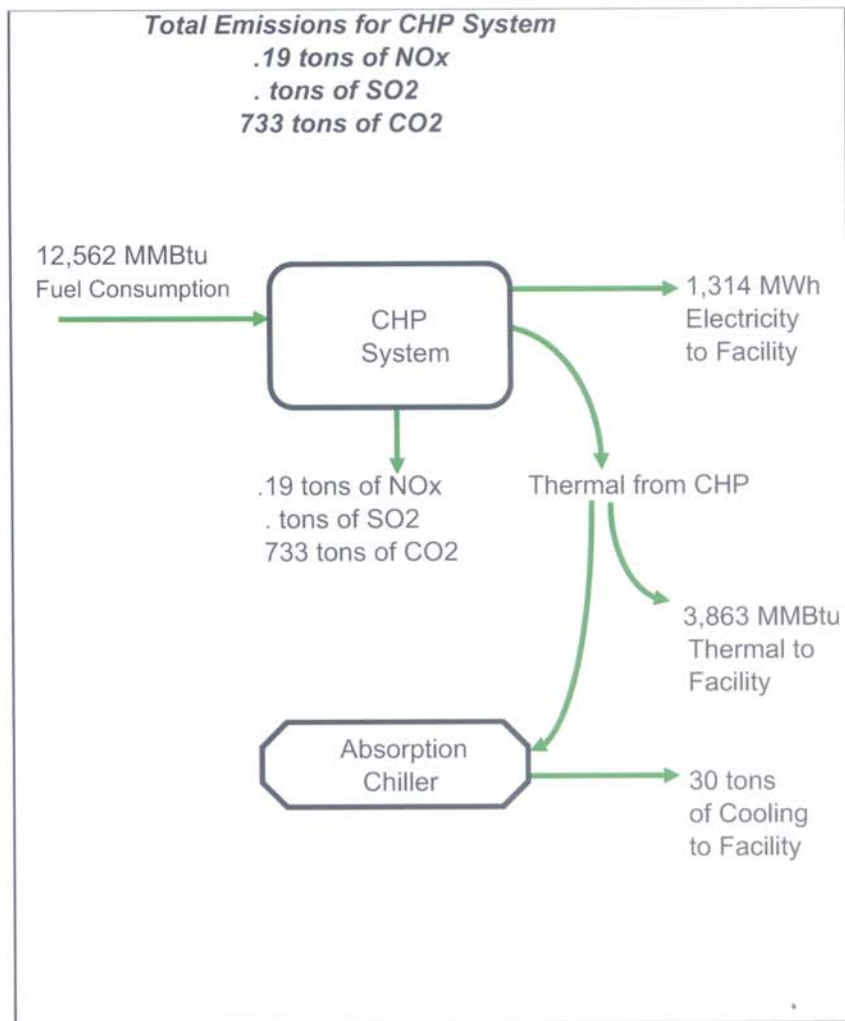 Total Emissions for CHP System
.19 tons of NOx
. tons of SO2
733 tons of CO2
12,562 MMBtu
Fuel Consumption
CHP
System
1,314 MWh
Electricity
to Facility
.19 tons of NOx
. tons of SO2
733 tons of CO2
Thermal from CHP
3,863 MMBtu
Thermal to
Facility
Absorption
Chiller
30 tons
of Cooling
to Facility